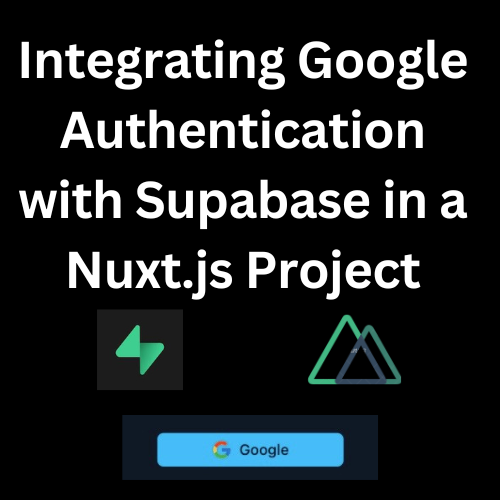 Integrating Google
Authentication
with Supabase in a
Nuxt.js Project
Google